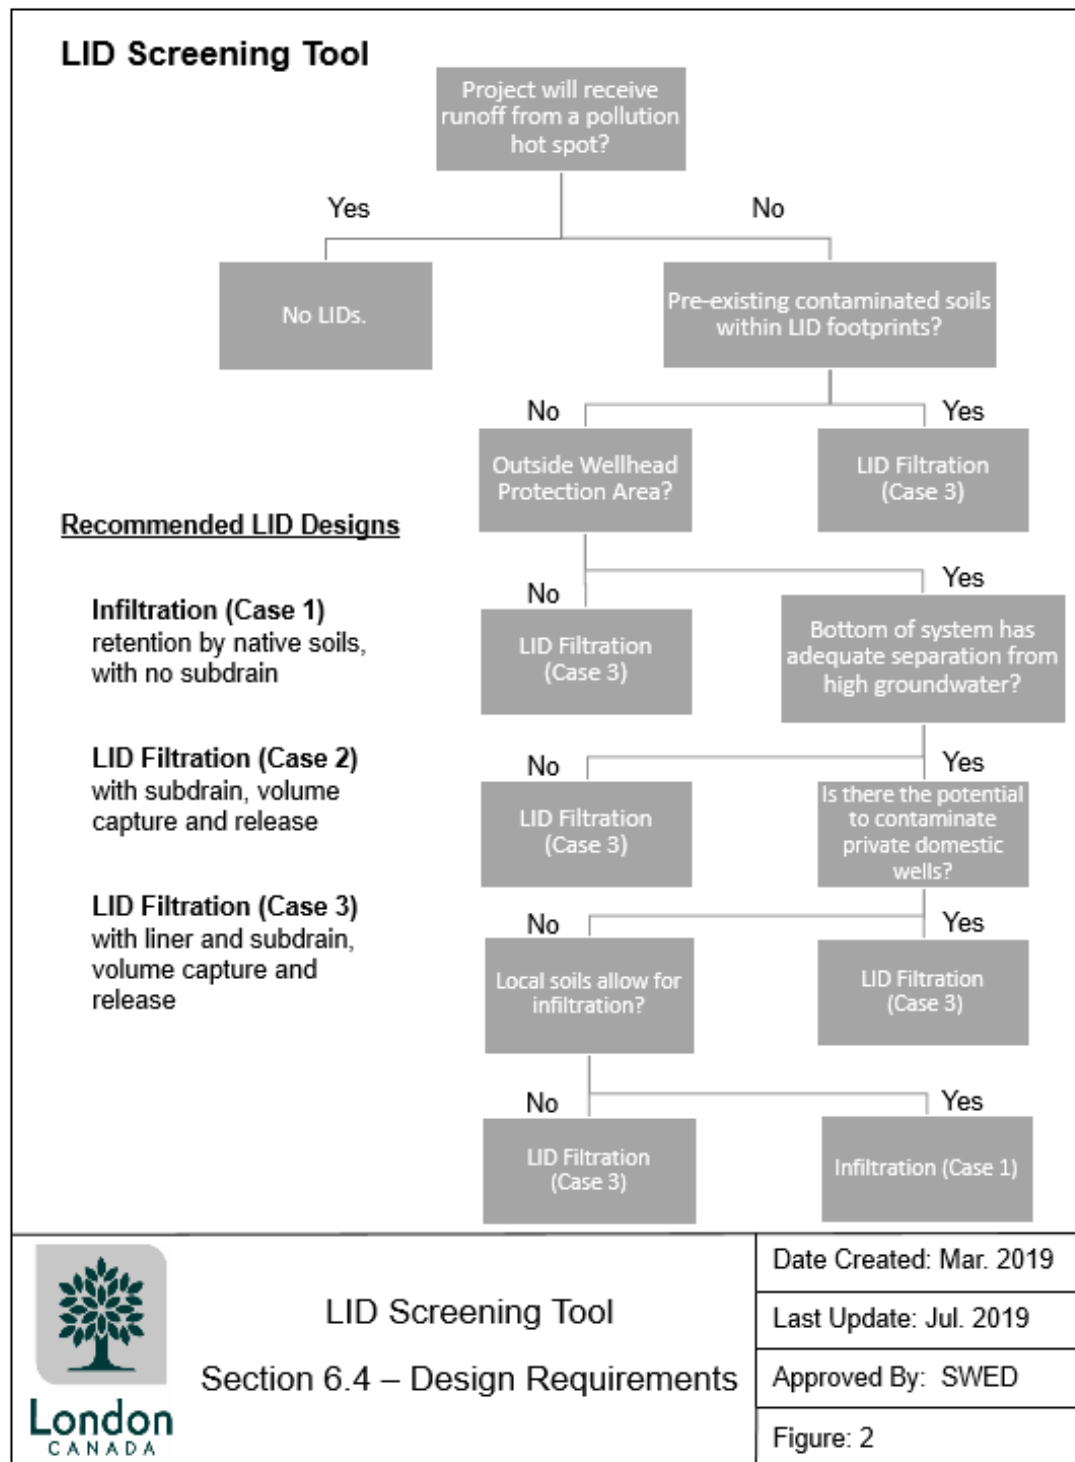 LID Screening Tool
Project will receive
runoff from a pollution
hot spot?
Yes
No
No LIDs.
Pre-existing contaminated soils
within LID footprints?
No
Yes
Outside Wellhead
Protection Area?
LID Filtration
(Case 3)
Recommended LID Designs
Infiltration (Case 1)
retention by native soils,
with no subdrain
LID Filtration (Case 2)
with subdrain, volume
capture and release
LID Filtration (Case 3)
with liner and subdrain,
volume capture and
release
No
Yes
LID Filtration
(Case 3)
Bottom of system has
adequate separation from
high groundwater?
No
Yes
LID Filtration
(Case 3)
Is there the potential
to contaminate
private domestic
wells?
No
Yes
Local soils allow for
infiltration?
LID Filtration
(Case 3)
No
Yes
LID Filtration
(Case 3)
Infiltration (Case 1)
London
CANADA
LID Screening Tool
Section 6.4 – Design Requirements
Date Created: Mar. 2019
Last Update: Jul. 2019
Approved By: SWED
Figure: 2